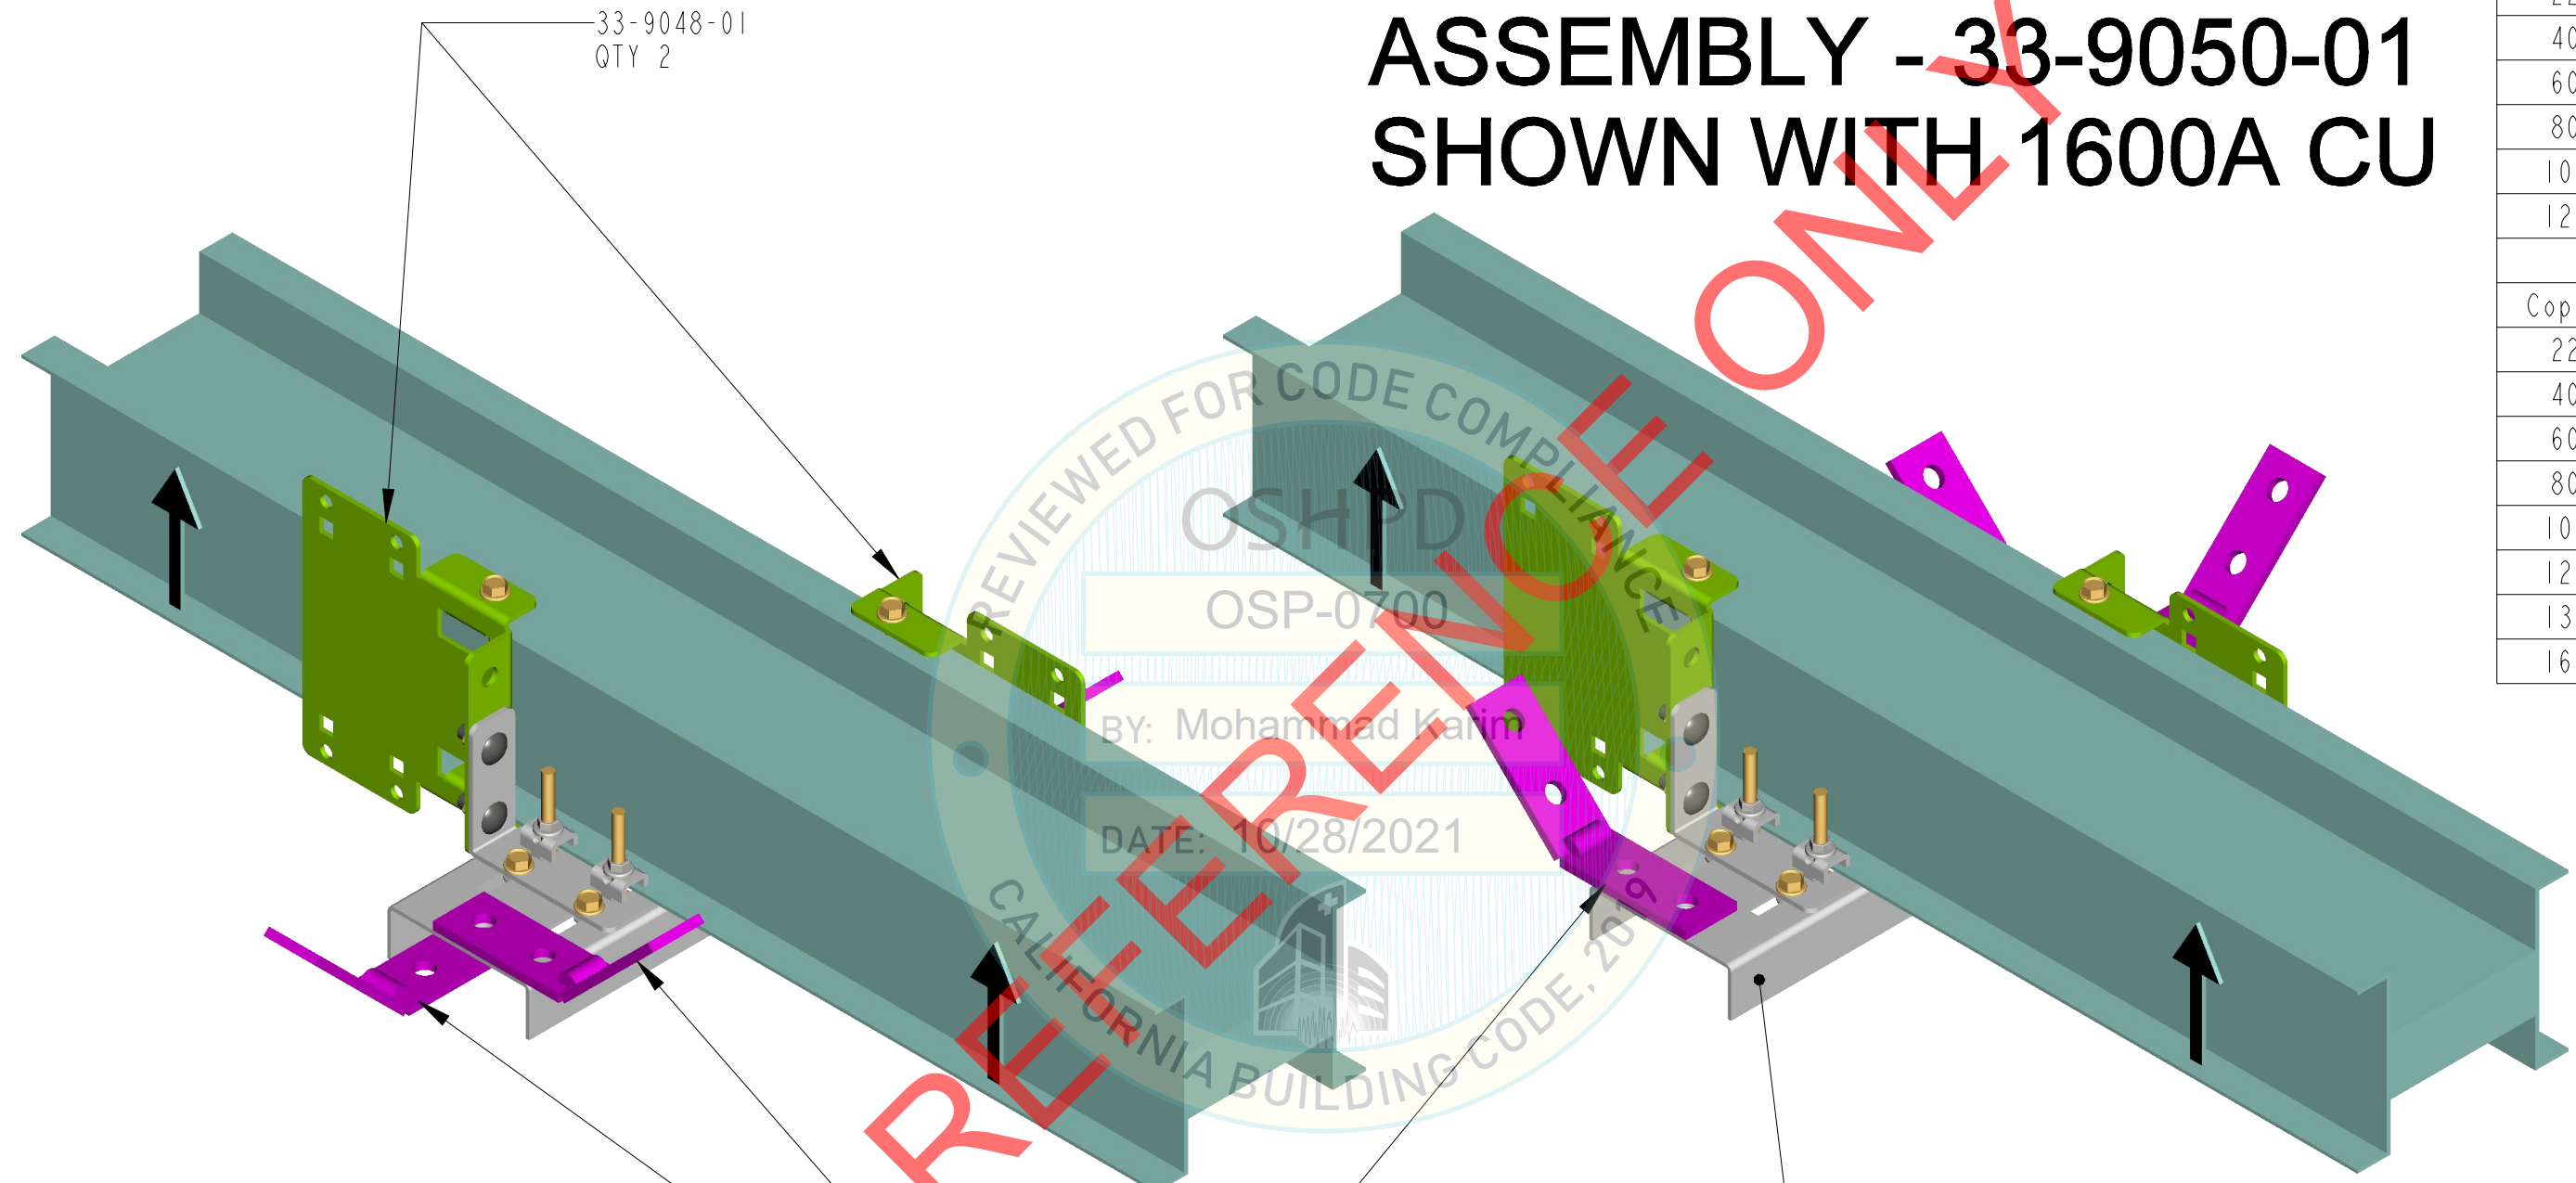 33-9048-01
QTY 2
ASSEMBLY - 33-9050-01
SHOWN WITH 1600A CU
REFERENCE ONLY
REVIEWED FOR CODE COMPLIANCE
OSHPD
OSP-0700
BY: Mohammad Karim
DATE: 10/28/2021
CALIFORNIA BUILDING CODE, 2019
22
40
60
80
10
12
Cop
22
40
60
80
10
12
13
16